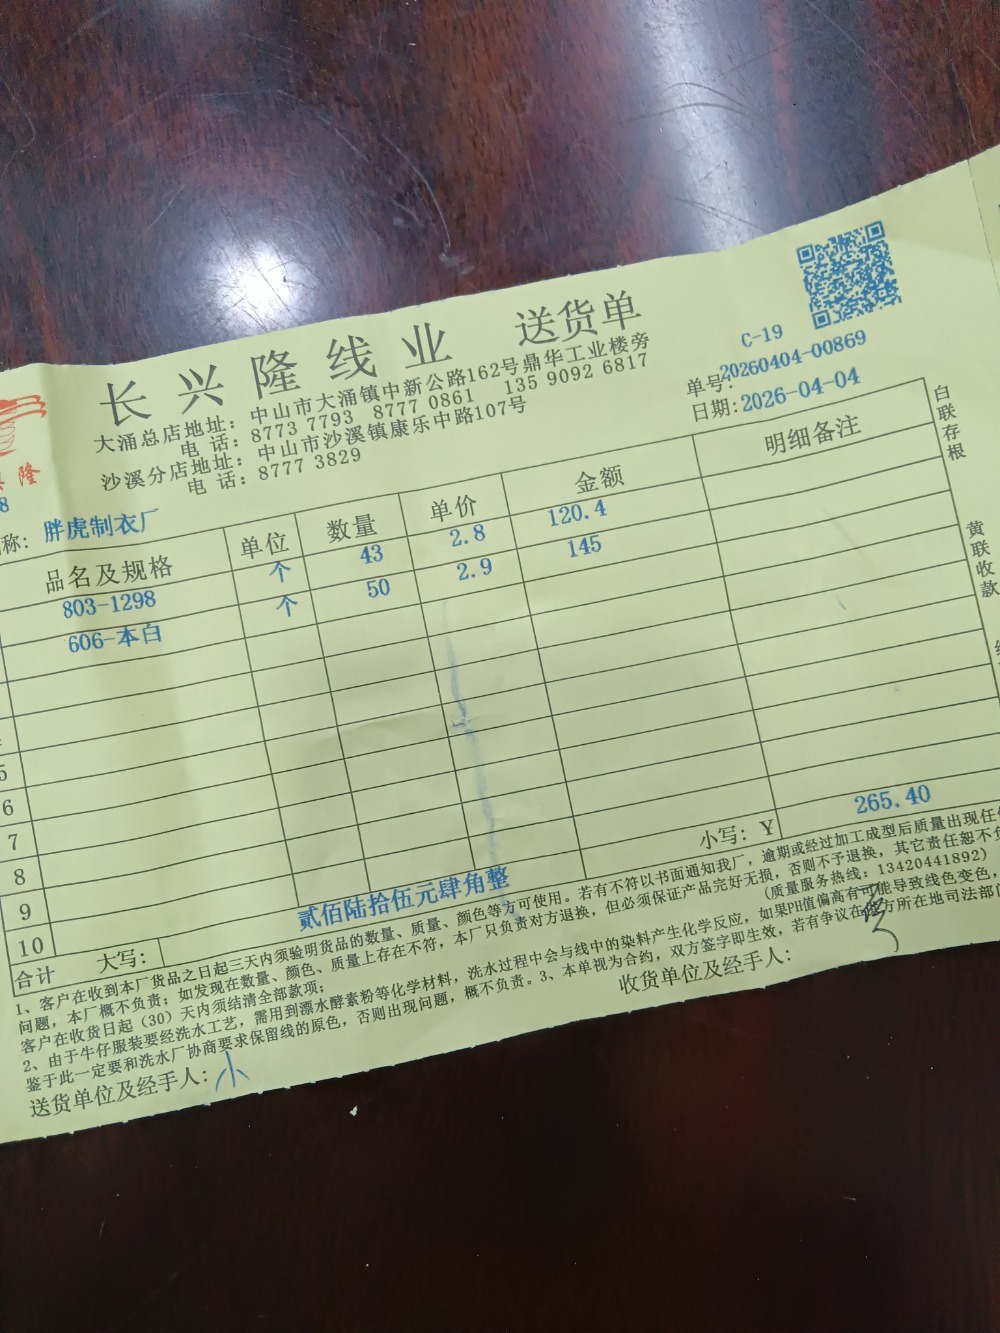 长兴隆线业 送货单
C-19
大涌总店地址：中山市大涌镇中新公路162号鼎华工业楼旁
单号：20260404-00869
电 话：8773 7793 8777 0861 135 9092 6817
日期：2026-04-04
沙溪分店地址：中山市沙溪镇康乐中路107号
电 话：8777 3829
隆
8
称：胖虎制衣厂
品名及规格 单位 数量 单价 金额 明细备注
803-1298 个 43 2.8 120.4
606-本白 个 50 2.9 145
5
6
7
8
9
10
合计 大写：贰佰陆拾伍元肆角整 小写：Y 265.40
1、客户在收到本厂货品之日起三天内须验明货品的数量、质量、颜色等方可使用。若有不符以书面通知我厂，逾期或经过加工成型后质量出现任何
问题，本厂概不负责；如发现在数量、颜色、质量上存在不符，本厂只负责对方退换，但必须保证产品完好无损，否则不予退换，其它责任恕不负
客户在收货日起（30）天内须结清全部款项； （质量服务热线：13420441892）
2、由于牛仔服装要经洗水工艺，需用到漂水酵素粉等化学材料，洗水过程中会与线中的染料产生化学反应，如果PH值偏高有可能导致线色变色，
鉴于此一定要和洗水厂协商要求保留线的原色，否则出现问题，概不负责。3、本单视为合约，双方签字即生效，若有争议在我方所在地司法部门
送货单位及经手人：小 收货单位及经手人：
白联存根
黄联收款